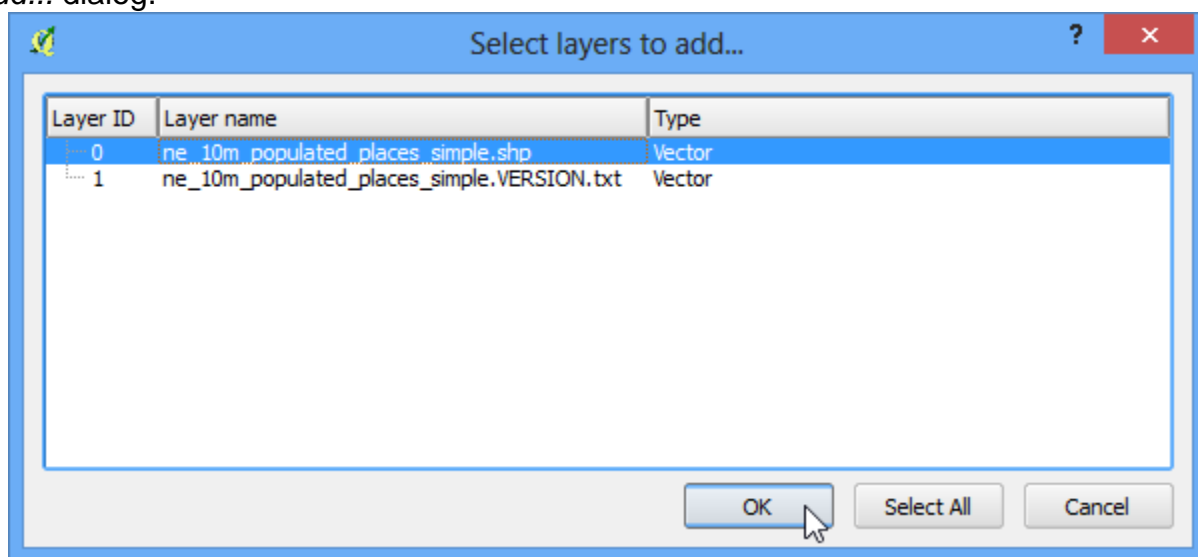 dialog.
Select layers to add...
?
×
Layer ID Layer name Type
0 ne_10m_populated_places_simple.shp Vector
1 ne_10m_populated_places_simple.VERSION.txt Vector
OK Select All Cancel